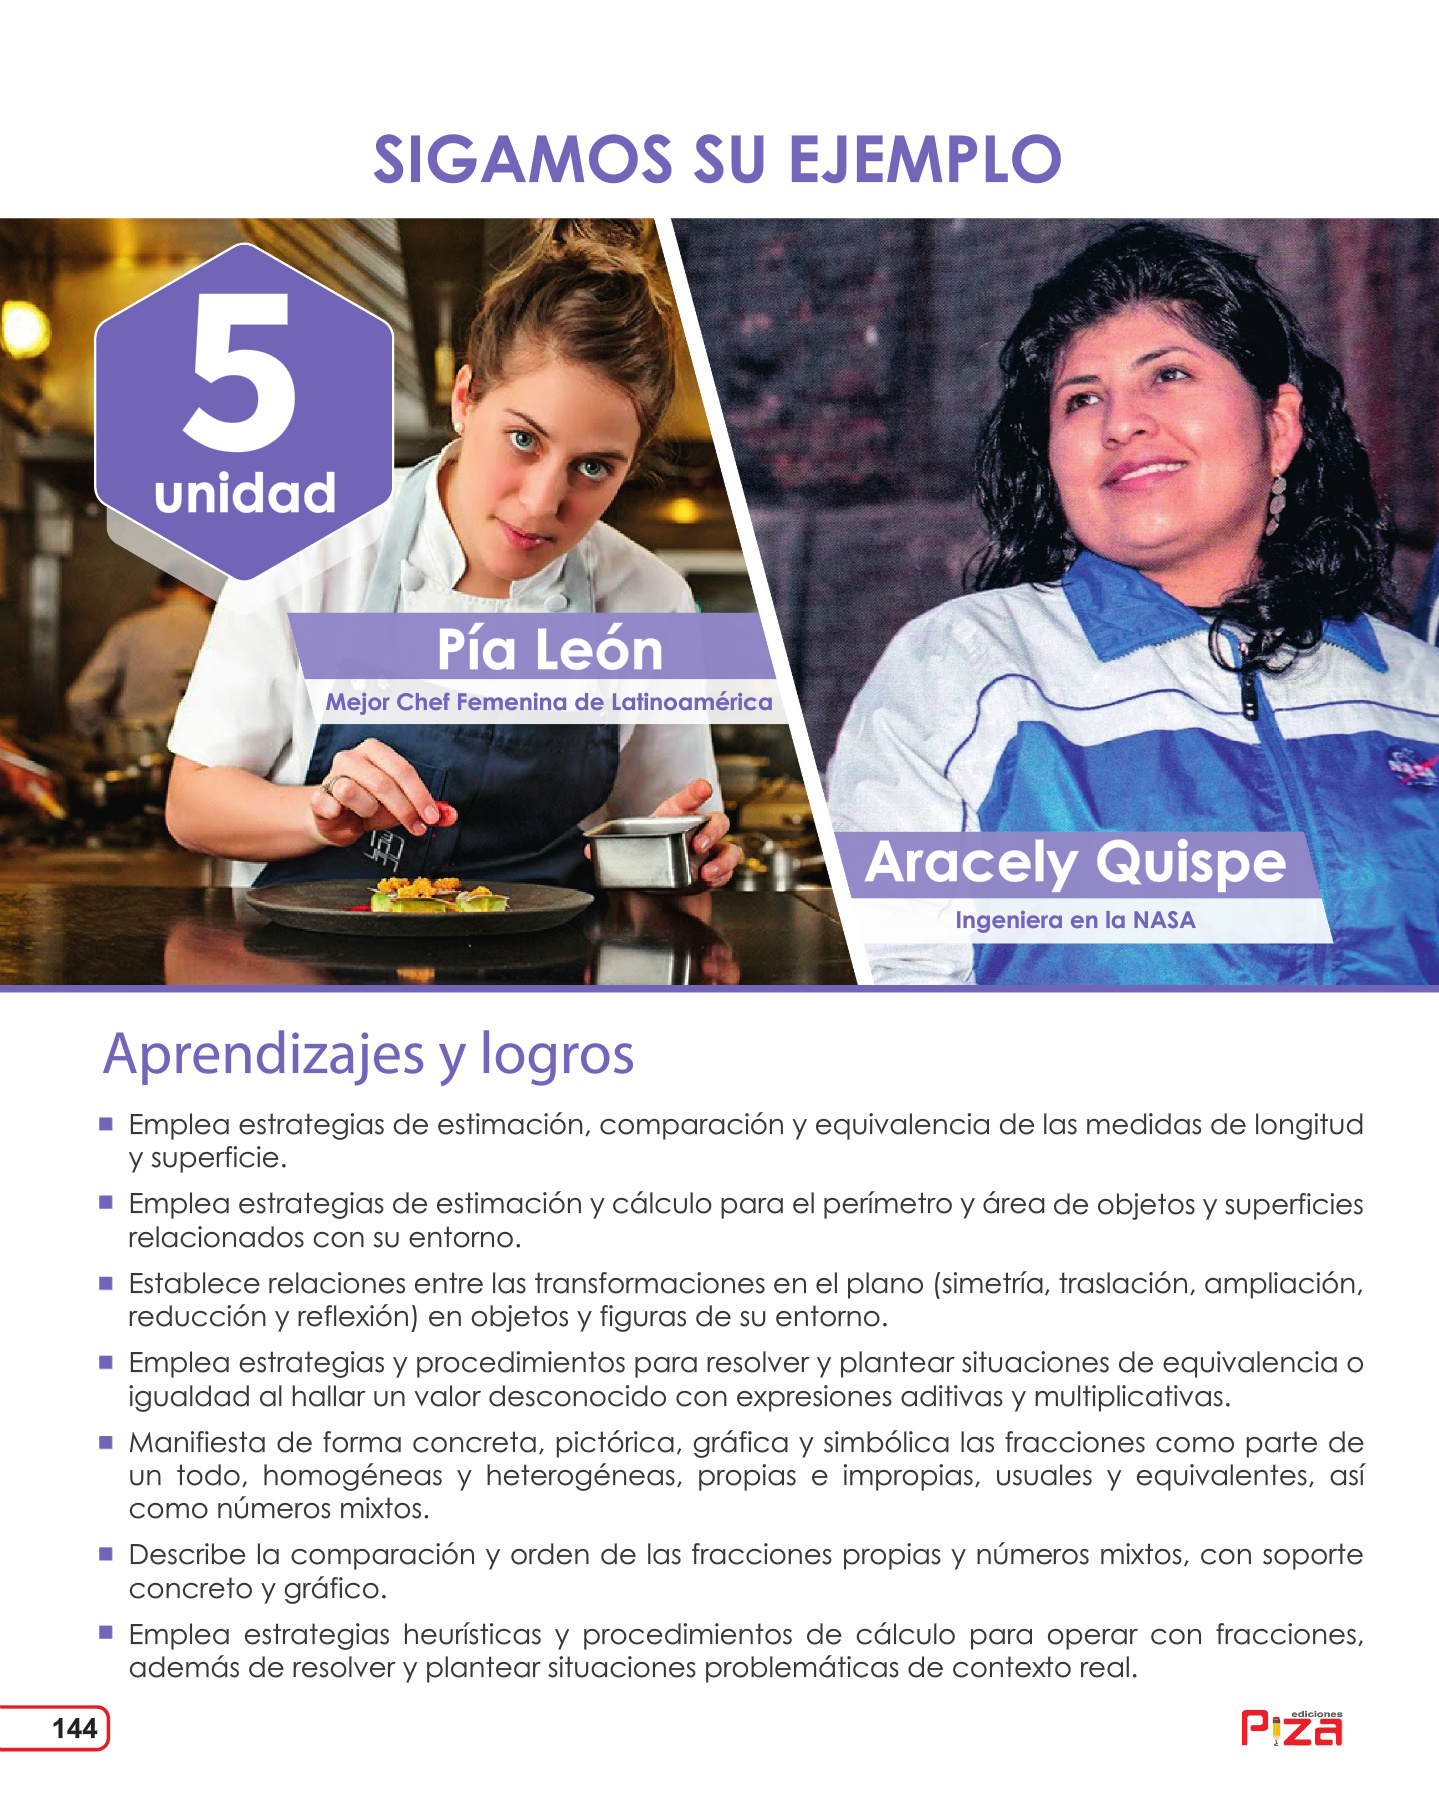 SIGAMOS SU EJEMPLO
5
unidad
Pía León
Mejor Chef Femenina de Latinoamérica
Aracely Quispe
Ingeniera en la NASA
NASA
Aprendizajes y logros
Emplea estrategias de estimación, comparación y equivalencia de las medidas de longitud
y superficie.
Emplea estrategias de estimación y cálculo para el perímetro y área de objetos y superficies
relacionados con su entorno.
Establece relaciones entre las transformaciones en el plano (simetría, traslación, ampliación,
reducción y reflexión) en objetos y figuras de su entorno.
Emplea estrategias y procedimientos para resolver y plantear situaciones de equivalencia o
igualdad al hallar un valor desconocido con expresiones aditivas y multiplicativas.
Manifiesta de forma concreta, pictórica, gráfica y simbólica las fracciones como parte de
un todo, homogéneas y heterogéneas, propias e impropias, usuales y equivalentes, así
como números mixtos.
Describe la comparación y orden de las fracciones propias y números mixtos, con soporte
concreto y gráfico.
Emplea estrategias heurísticas y procedimientos de cálculo para operar con fracciones,
además de resolver y plantear situaciones problemáticas de contexto real.
144
ediciones
Piza